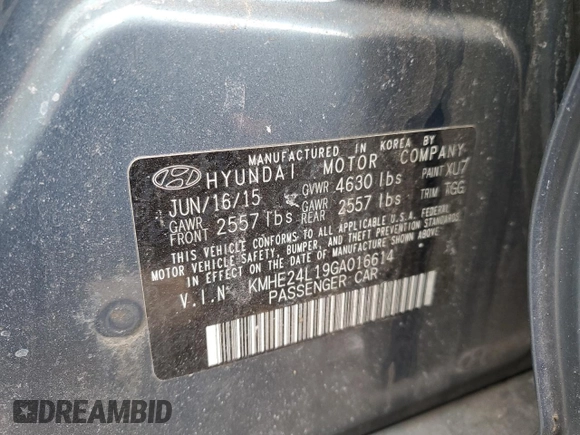 MANUFACTURED IN KOREA BY
HYUNDAI MOTOR COMPANY
JUN/16/15 GVWR 4630 lbs PAINT XU7
GAWR FRONT 2557 lbs GAWR REAR 2557 lbs TRIM TGG
THIS VEHICLE CONFORMS TO ALL APPLICABLE U.S.A. FEDERAL
MOTOR VEHICLE SAFETY, BUMPER, AND THEFT PREVENTION STANDARDS
IN EFFECT ON THE DATE OF MANUFACTURE SHOWN ABOVE.
V.I.N KMHE24L19GA016614
PASSENGER CAR
DREAMBID